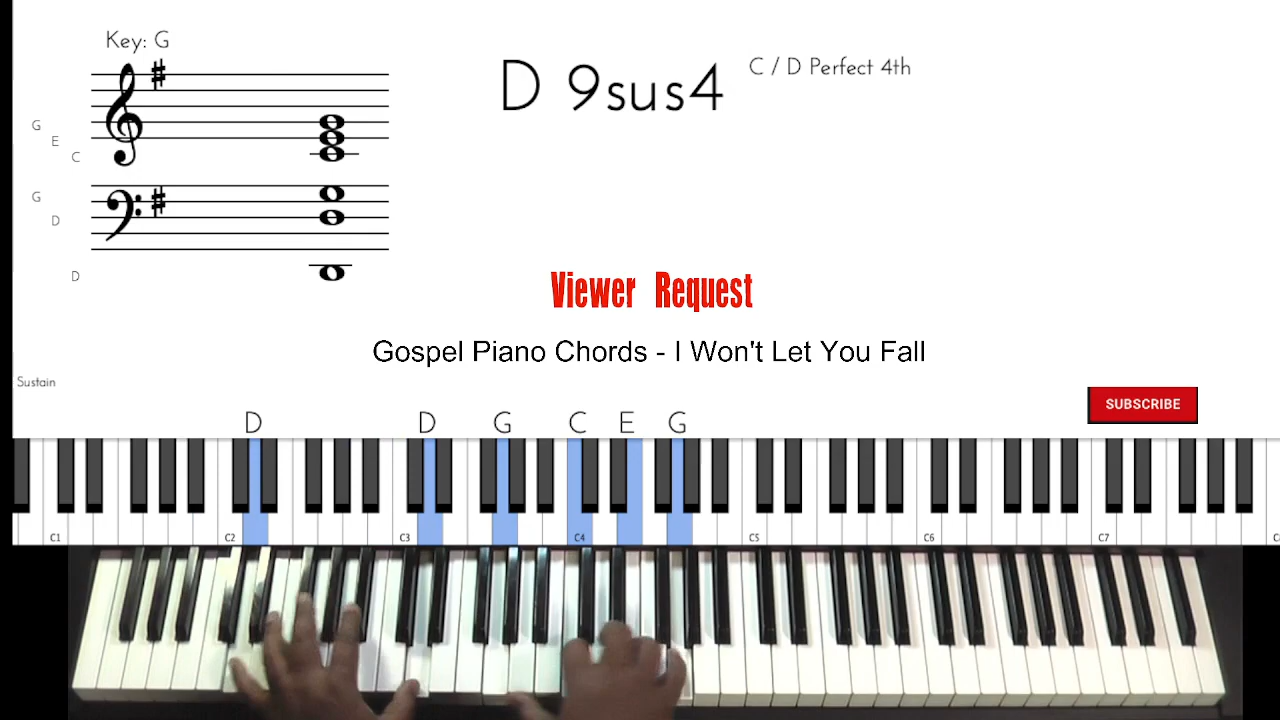 Key: G
D 9sus4
C / D Perfect 4th
G
E
C
G
D
D
Viewer Request
Gospel Piano Chords - I Won't Let You Fall
Sustain
SUBSCRIBE
D D G C E G
C1 C2 C3 C4 C5 C6 C7